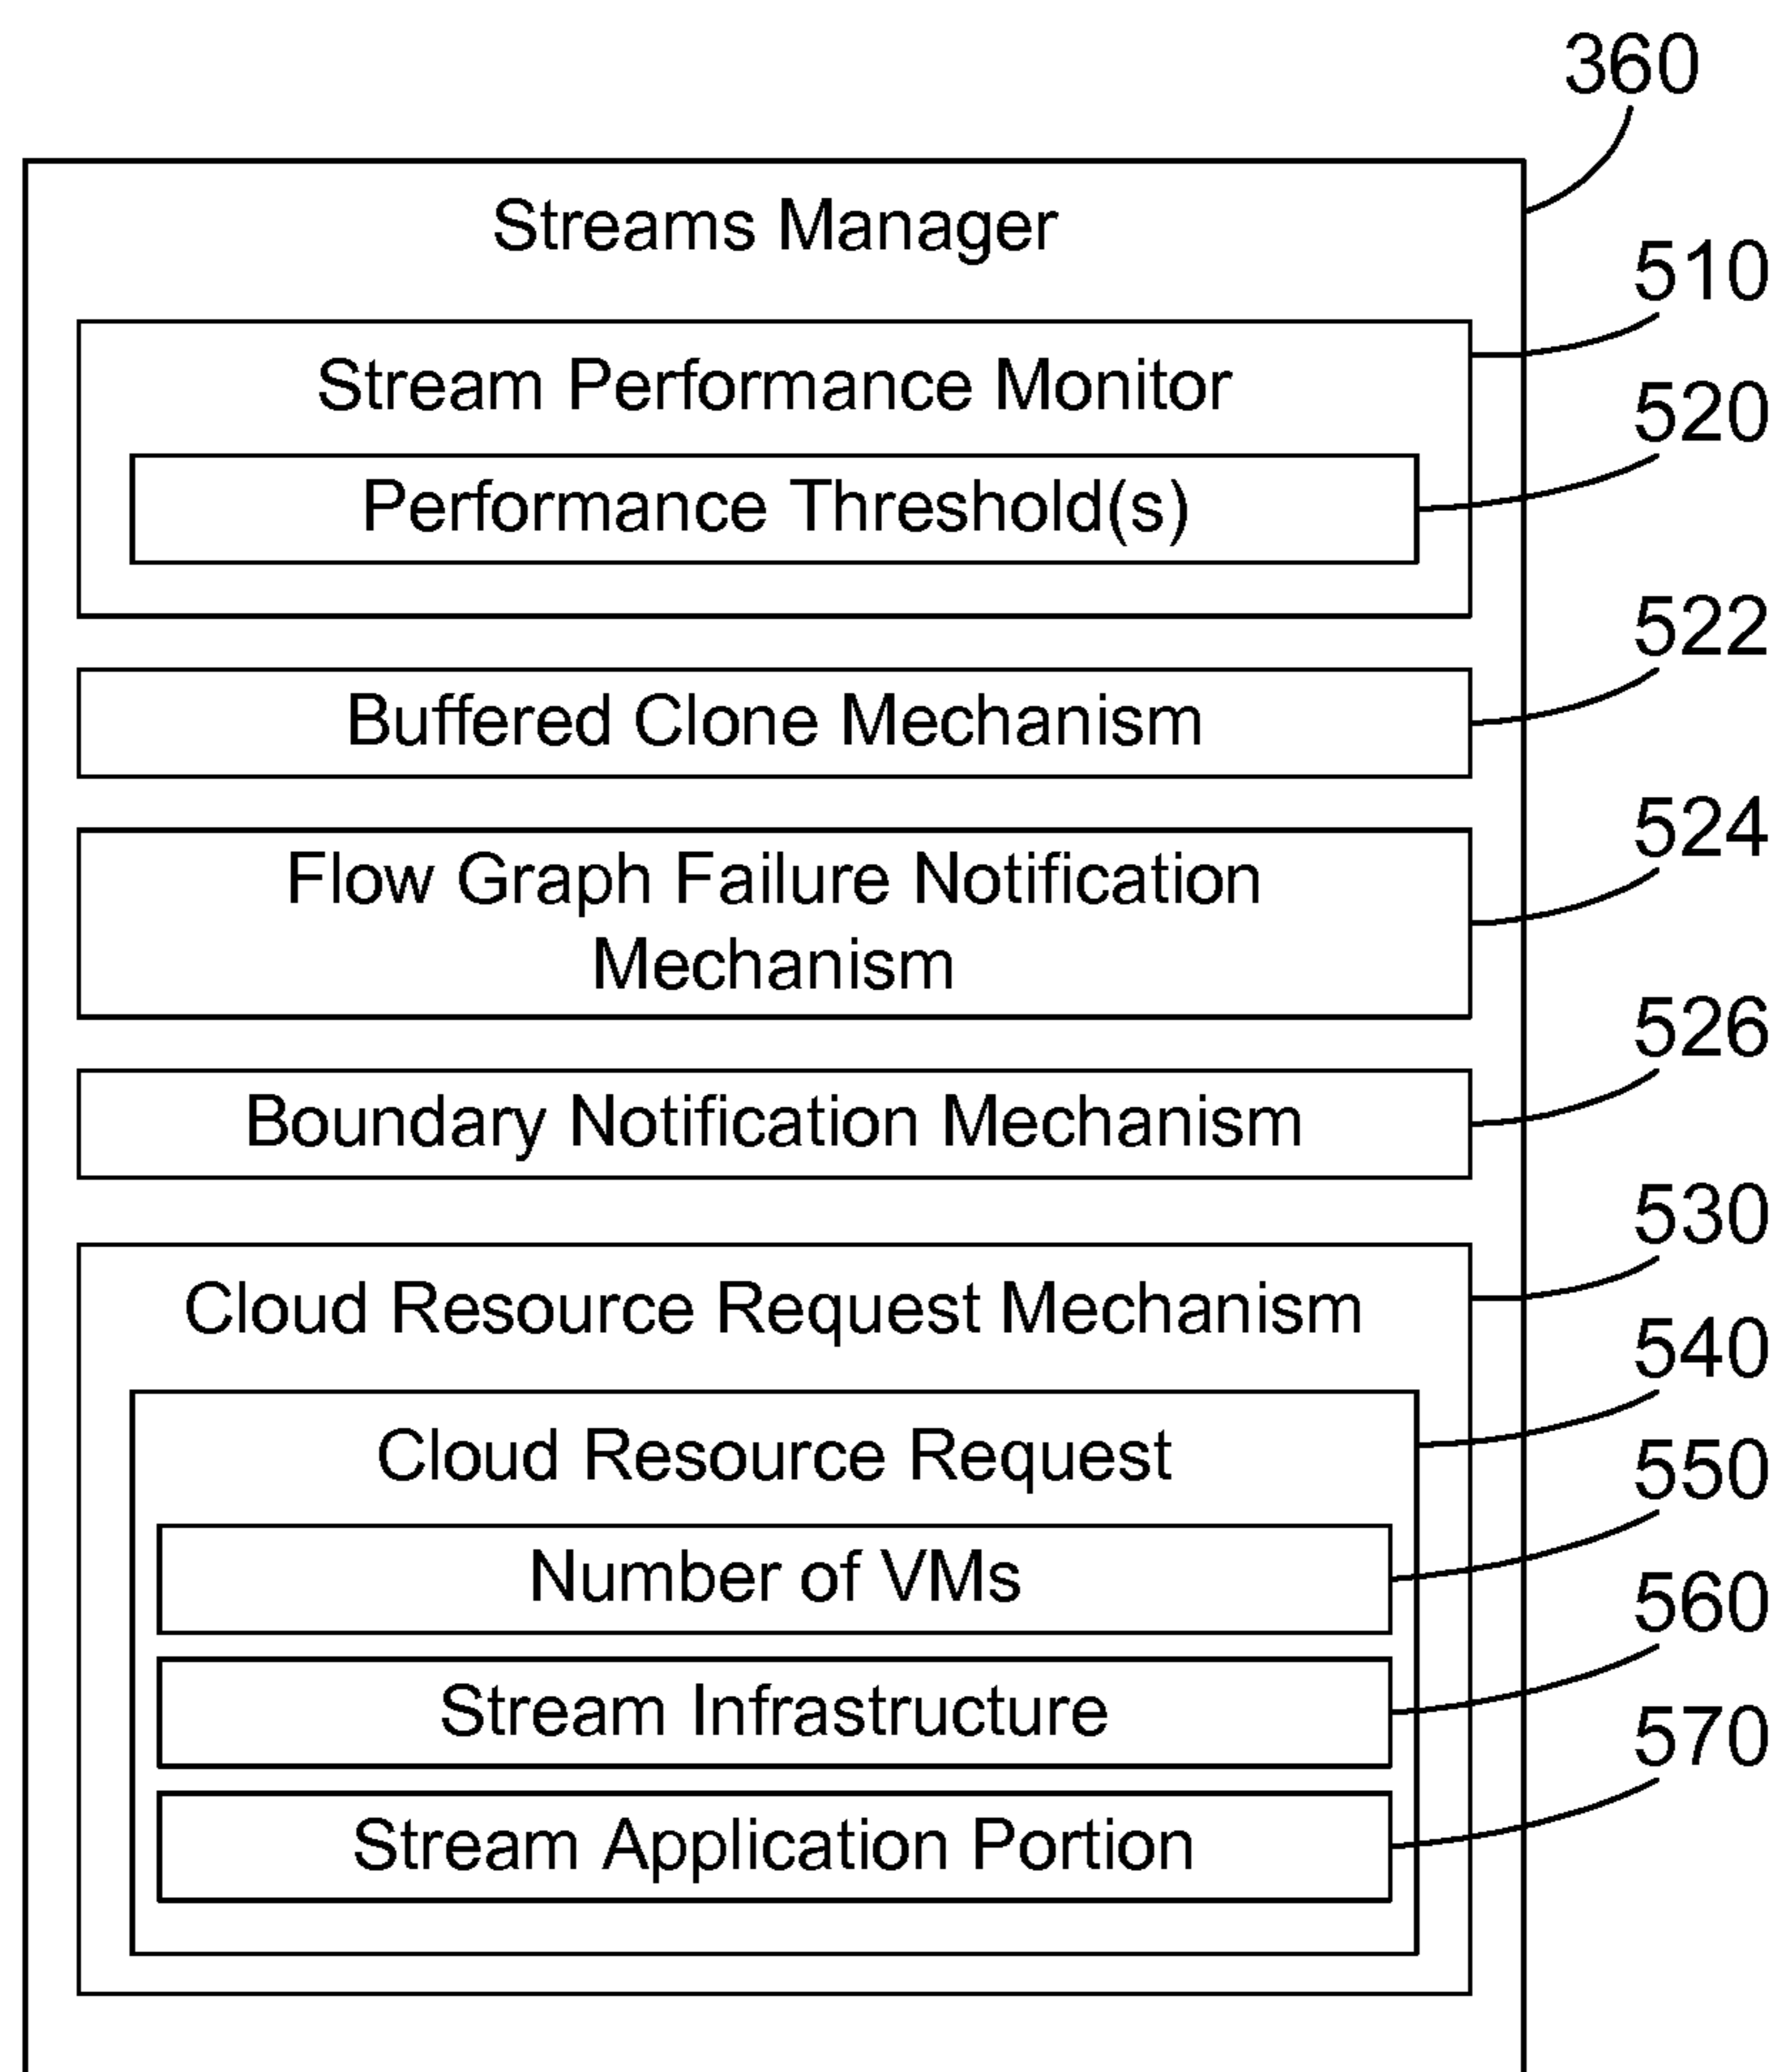 360
Streams Manager
510
Stream Performance Monitor
520
Performance Threshold(s)
522
Buffered Clone Mechanism
524
Flow Graph Failure Notification
Mechanism
526
Boundary Notification Mechanism
530
Cloud Resource Request Mechanism
540
Cloud Resource Request
550
Number of VMs
560
Stream Infrastructure
570
Stream Application Portion